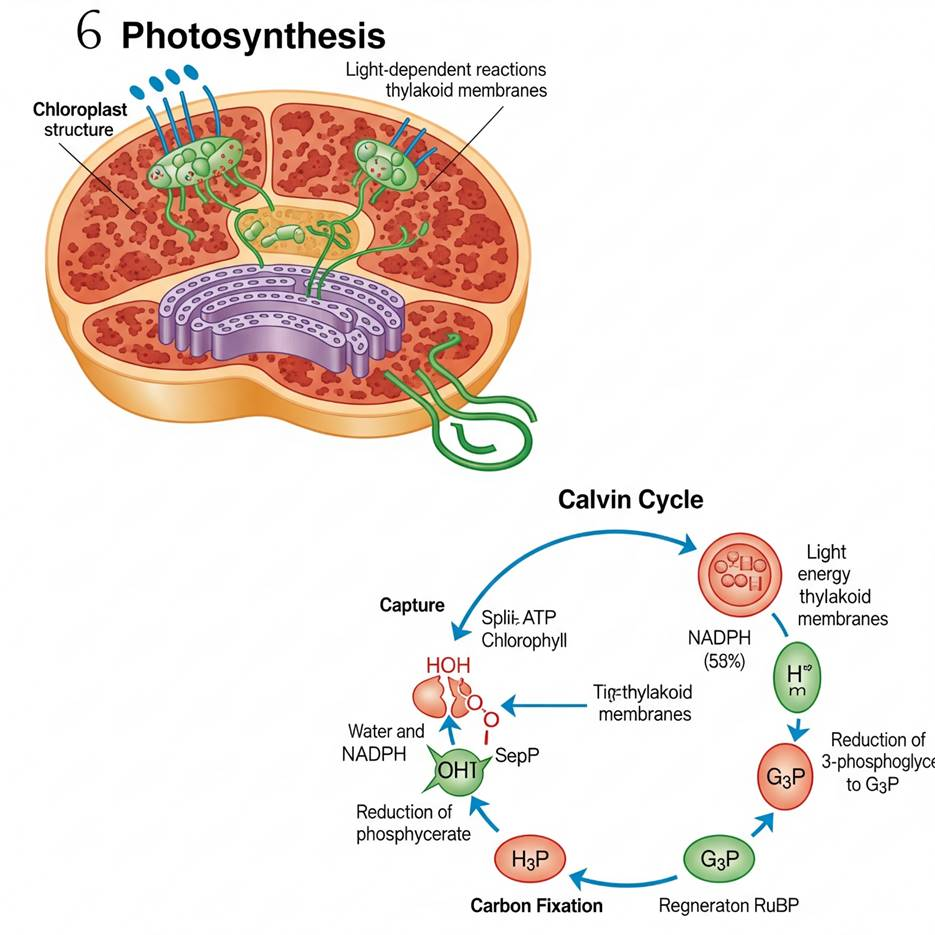 6 Photosynthesis
Light-dependent reactions
thylakoid membranes
Chloroplast
structure
Calvin Cycle
Capture
ATP
Chlorophyll
Light
energy
thylakoid
membranes
HOH
NADPH
(58%)
H
m
thylakoid
membranes
O
O
Water and
NADPH
SepP
OHT
Reduction of
3-phosphoglyce
to G3P
G3P
Reduction of
phosphycerate
H3P
G3P
Carbon Fixation
Regneraton RuBP